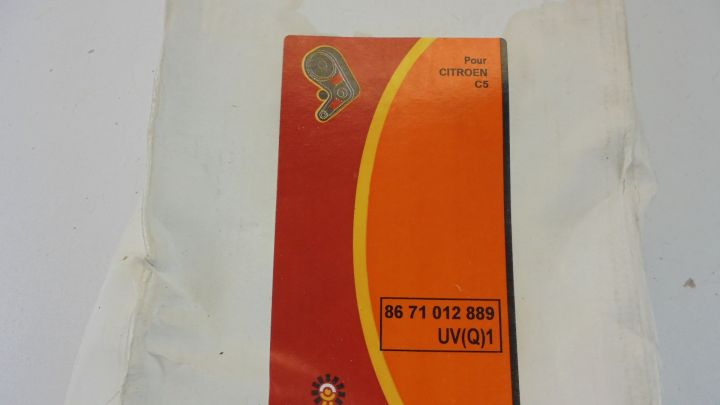 Pour
CITROEN
C5
86 71 012 889
UV(Q)1